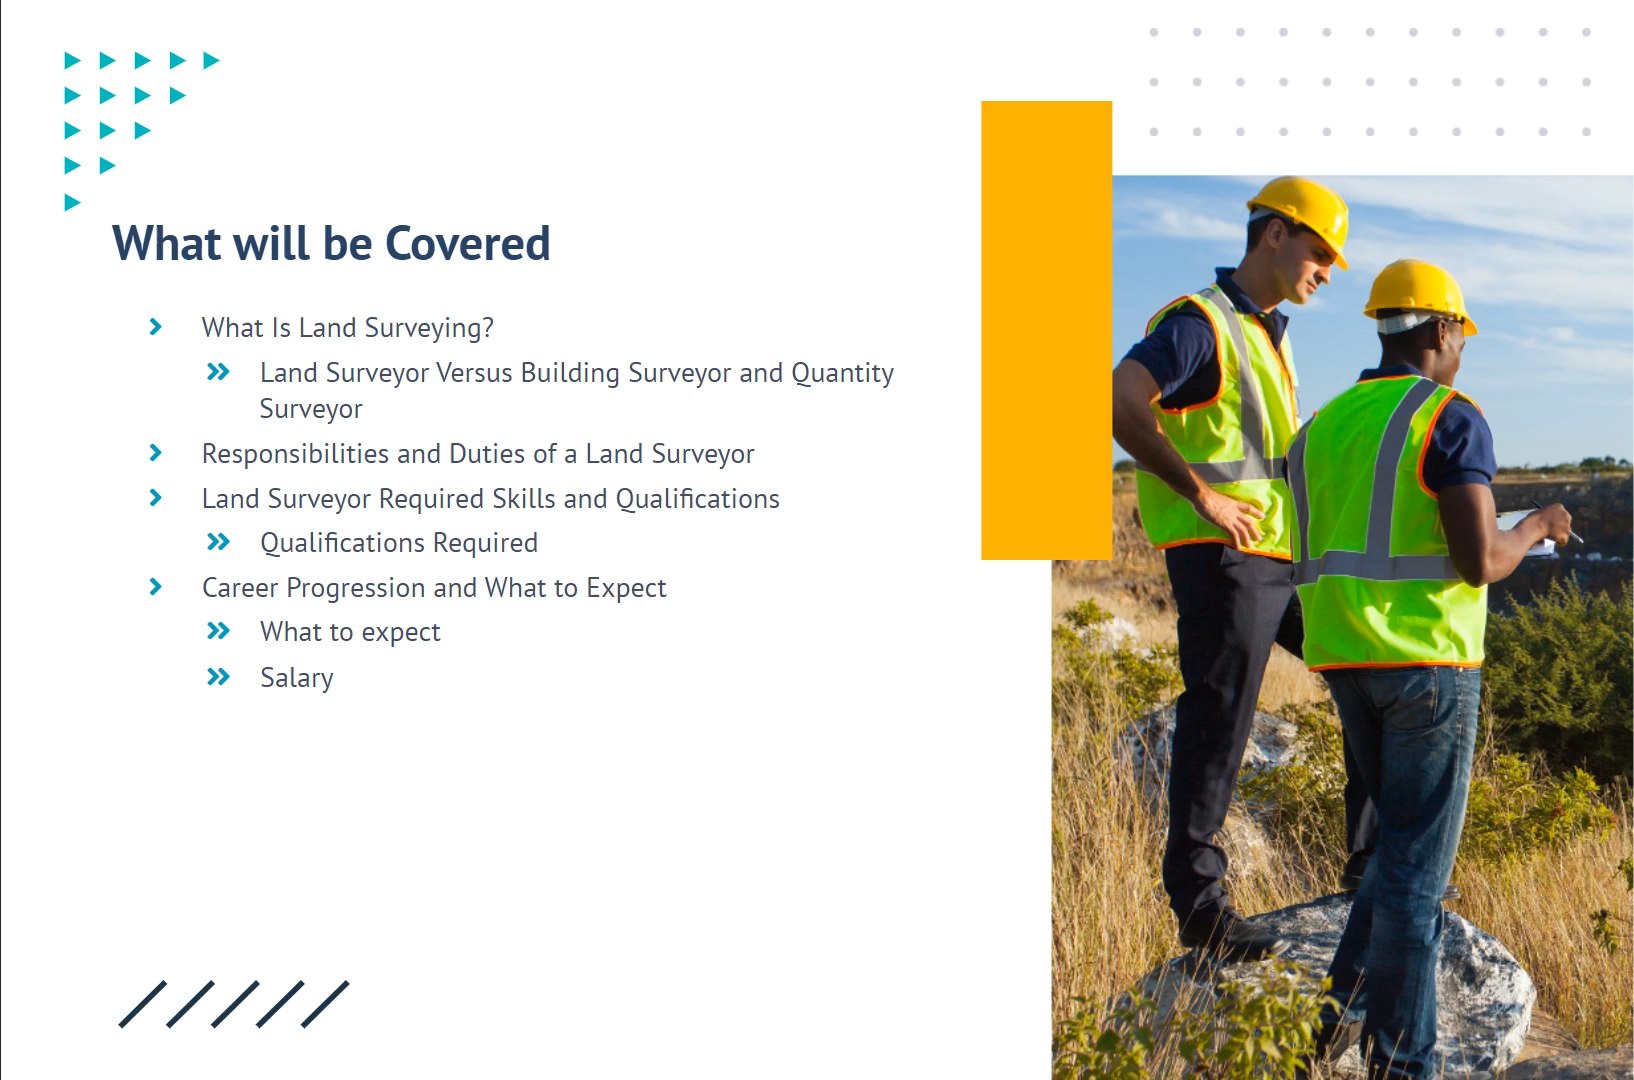 What will be Covered
What Is Land Surveying?
Land Surveyor Versus Building Surveyor and Quantity
Surveyor
Responsibilities and Duties of a Land Surveyor
Land Surveyor Required Skills and Qualifications
Qualifications Required
Career Progression and What to Expect
What to expect
Salary